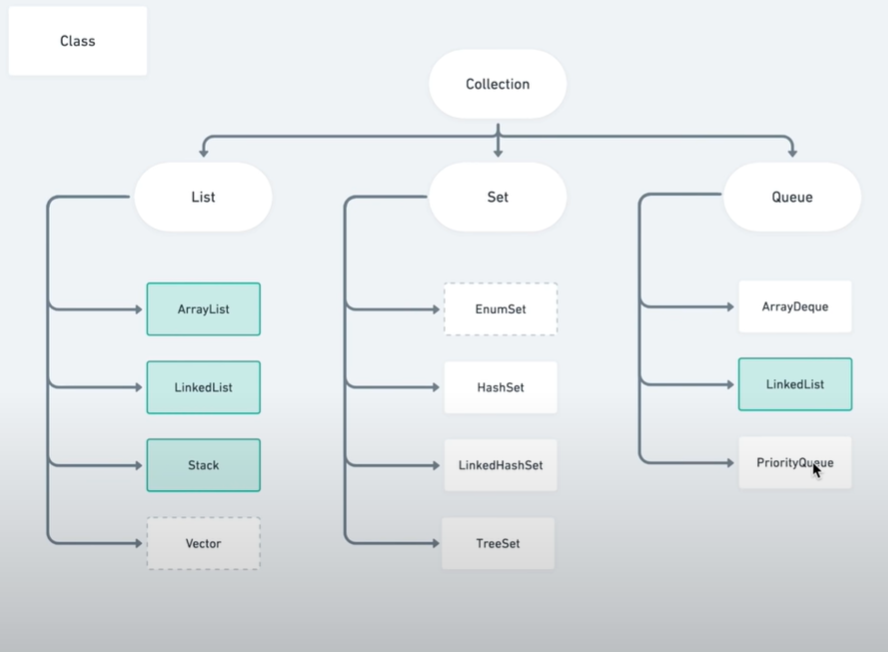 Class
Collection
List
Set
Queue
ArrayList
EnumSet
ArrayDeque
LinkedList
HashSet
LinkedList
Stack
LinkedHashSet
PriorityQueue
Vector
TreeSet